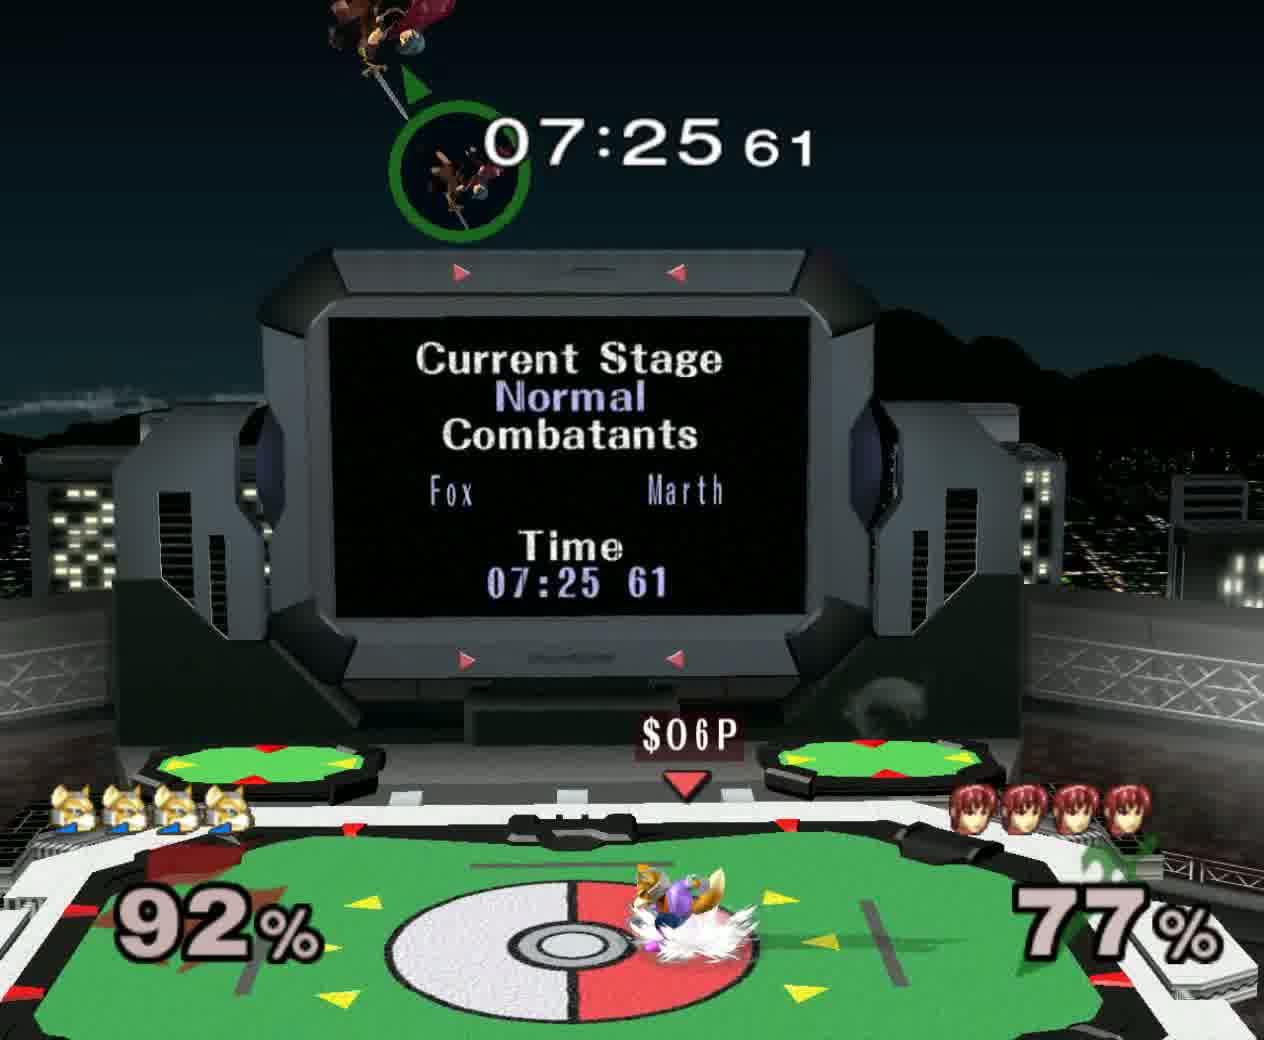 07:25 61
Current Stage
Normal
Combatants
Fox Marth
Time
07:25 61
$06P
92%
77%